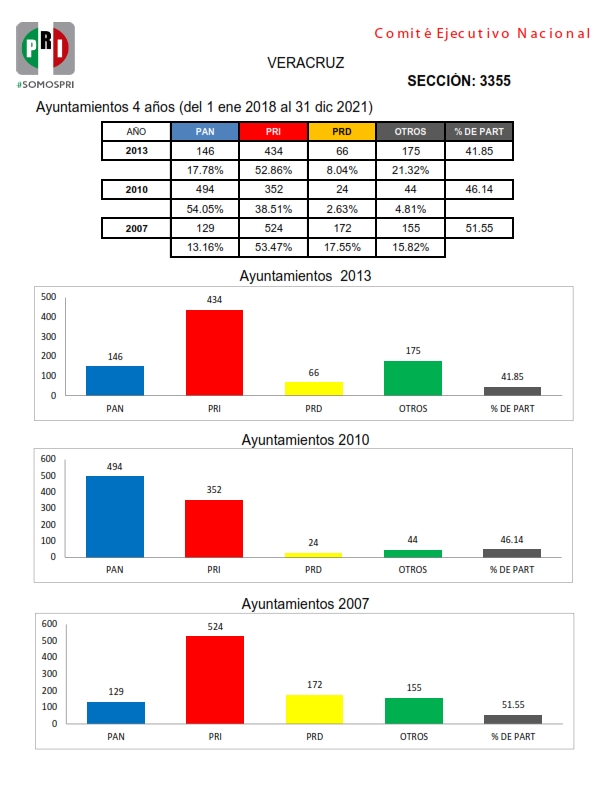 Comité Ejecutivo Nacional
PRI
#SOMOSPRI
VERACRUZ
SECCIÓN: 3355
Ayuntamientos 4 años (del 1 ene 2018 al 31 dic 2021)
AÑO PAN PRI PRD OTROS % DE PART
2013 146 434 66 175 41.85
17.78% 52.86% 8.04% 21.32%
2010 494 352 24 44 46.14
54.05% 38.51% 2.63% 4.81%
2007 129 524 172 155 51.55
13.16% 53.47% 17.55% 15.82%
Ayuntamientos 2013
500
400
300
200
100
0
146
434
66
175
41.85
PAN PRI PRD OTROS % DE PART
Ayuntamientos 2010
600
500
400
300
200
100
0
494
352
24
44
46.14
PAN PRI PRD OTROS % DE PART
Ayuntamientos 2007
600
500
400
300
200
100
0
129
524
172
155
51.55
PAN PRI PRD OTROS % DE PART